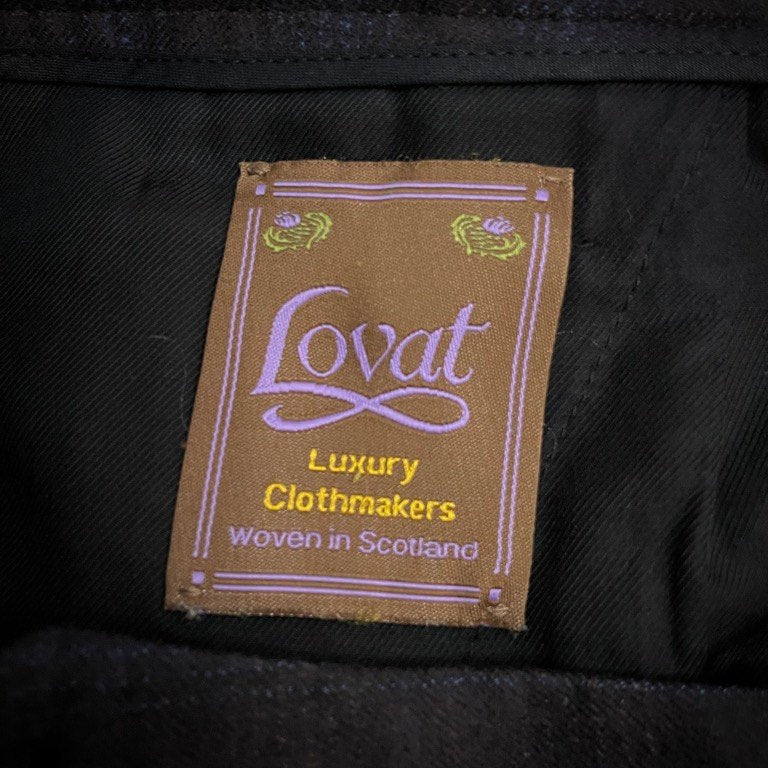 Lovat
Luxury
Clothmakers
Woven in Scotland